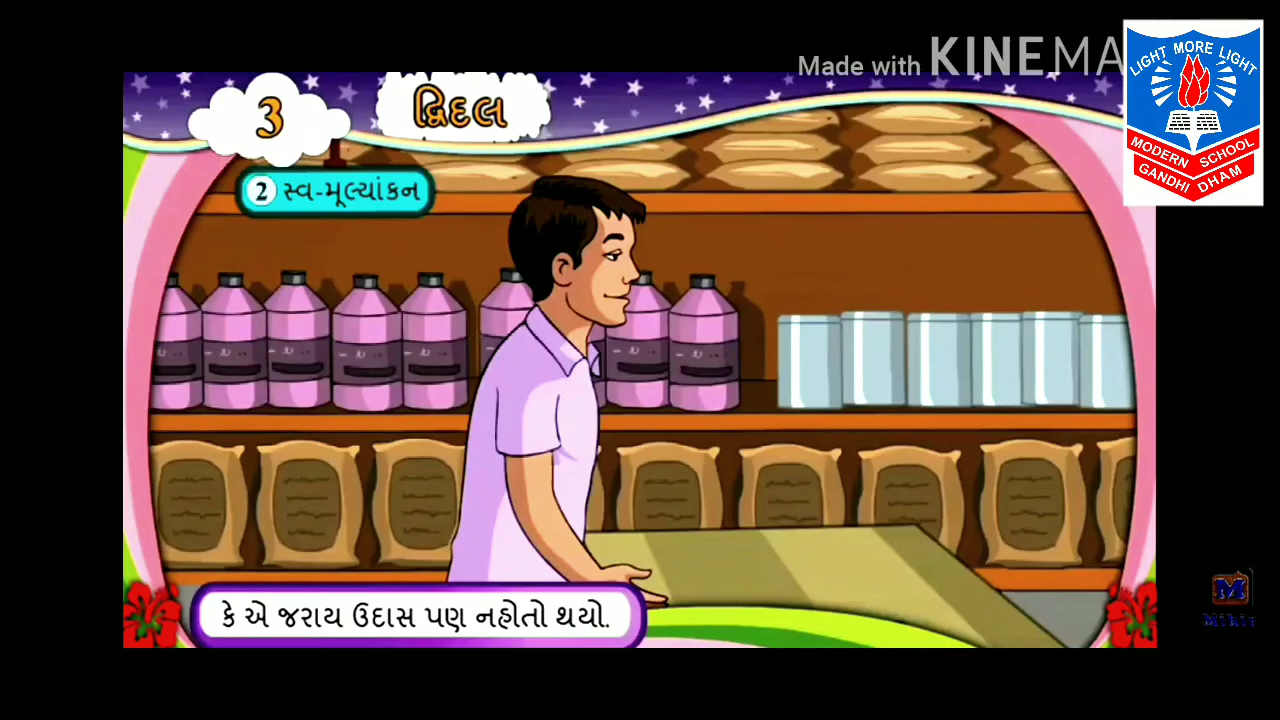 Made with KINEMA
LIGHT MORE LIGHT
MODERN SCHOOL
GANDHI DHAM
3
દ્વિદલ
2 સ્વ-મૂલ્યાંકન
કે એ જરાય ઉદાસ પણ નહોતો થયો.
M